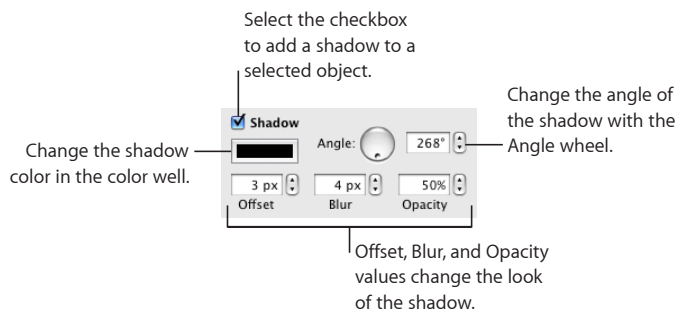 Select the checkbox
to add a shadow to a
selected object.
Change the angle of
the shadow with the
Angle wheel.
Change the shadow
color in the color well.
Shadow
Angle:
268°
3 px
4 px
50%
Offset
Blur
Opacity
Offset, Blur, and Opacity
values change the look
of the shadow.